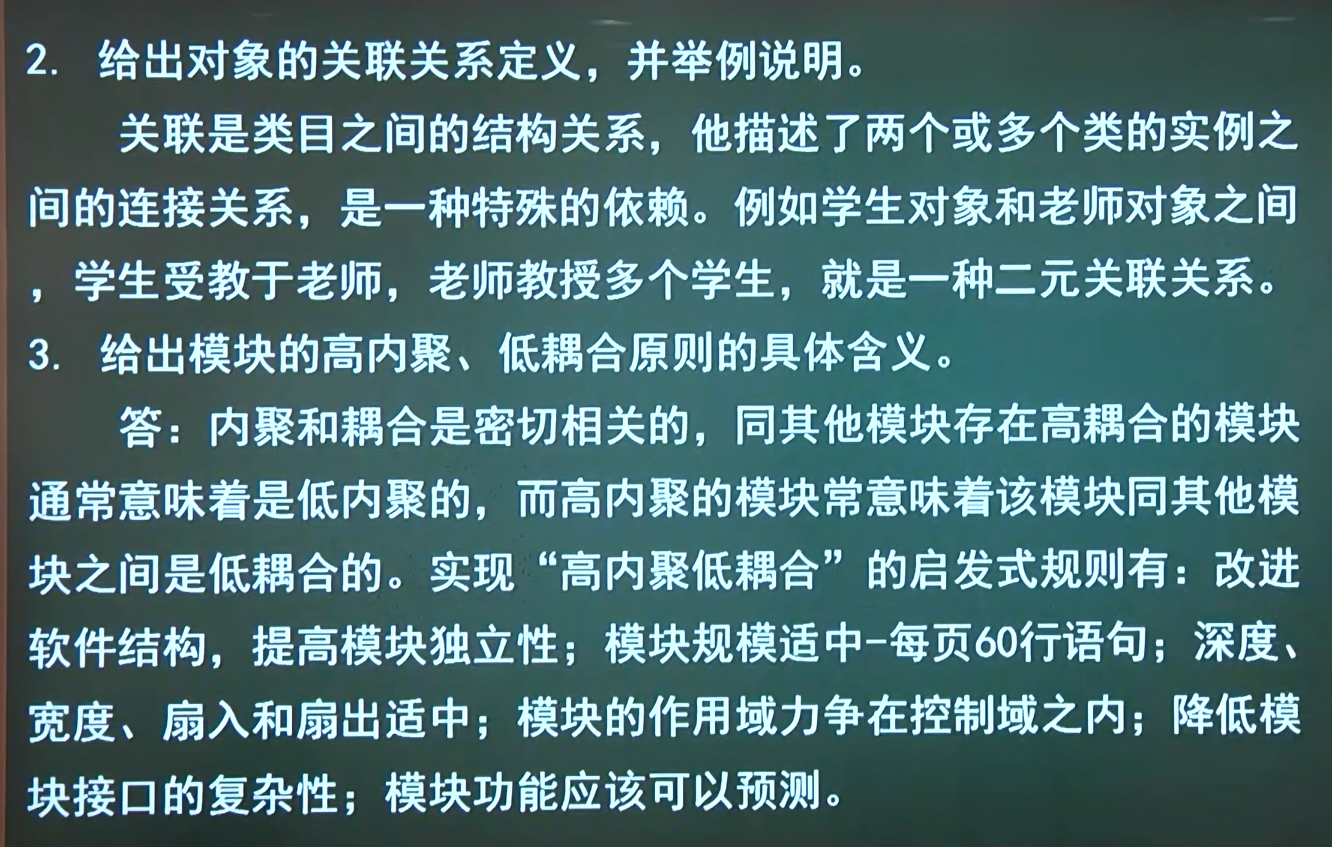 2. 给出对象的关联关系定义，并举例说明。
关联是类目之间的结构关系，他描述了两个或多个类的实例之
间的连接关系，是一种特殊的依赖。例如学生对象和老师对象之间
，学生受教于老师，老师教授多个学生，就是一种二元关联关系。
3. 给出模块的高内聚、低耦合原则的具体含义。
答：内聚和耦合是密切相关的，同其他模块存在高耦合的模块
通常意味着是低内聚的，而高内聚的模块常意味着该模块同其他模
块之间是低耦合的。实现“高内聚低耦合”的启发式规则有：改进
软件结构，提高模块独立性；模块规模适中-每页60行语句；深度、
宽度、扇入和扇出适中；模块的作用域力争在控制域之内；降低模
块接口的复杂性；模块功能应该可以预测。